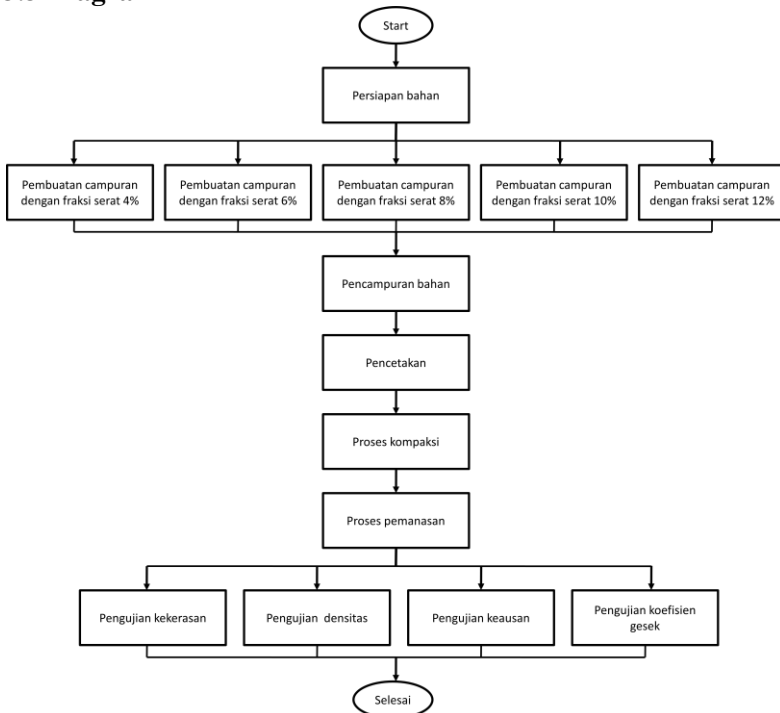 Start
Persiapan bahan
Pembuatan campuran
dengan fraksi serat 4%
Pembuatan campuran
dengan fraksi serat 6%
Pembuatan campuran
dengan fraksi serat 8%
Pembuatan campuran
dengan fraksi serat 10%
Pembuatan campuran
dengan fraksi serat 12%
Pencampuran bahan
Pencetakan
Proses kompaksi
Proses pemanasan
Pengujian kekerasan
Pengujian densitas
Pengujian keausan
Pengujian koefisien
gesek
Selesai